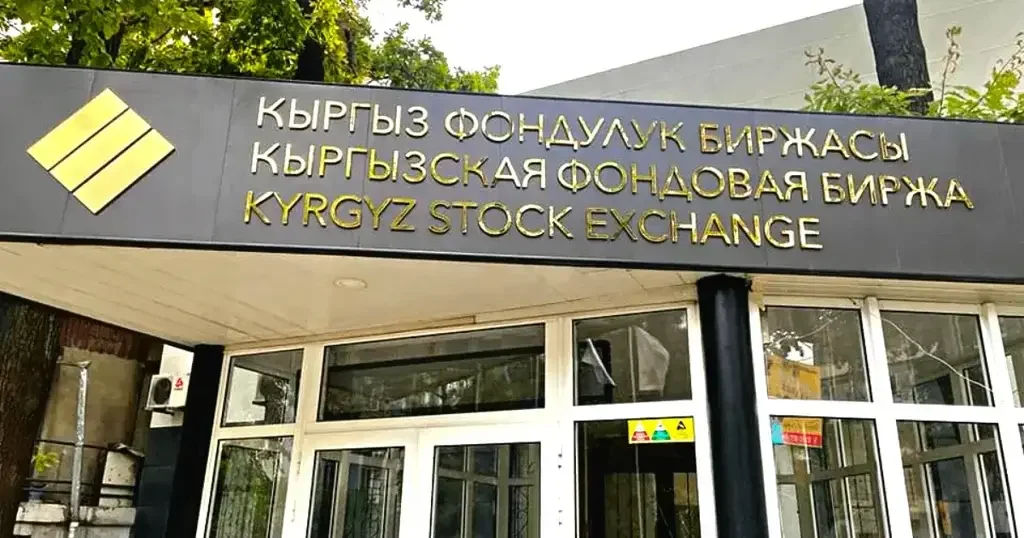 КЫРГЫЗ ФОНДУЛУК БИРЖАСЫ
КЫРГЫЗСКАЯ ФОНДОВАЯ БИРЖА
KYRGYZ STOCK EXCHANGE